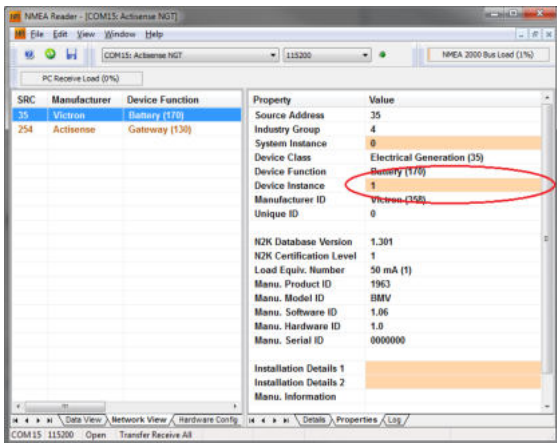 NMEA Reader - [COM15: Actisense NGT]
File Edit View Window Help
COM15: Actisense NGT 115200 NMEA 2000 Bus Load (1%)
PC Receive Load (0%)
SRC Manufacturer Device Function
35 Victron Battery (170)
254 Actisense Gateway (130)
Property Value
Source Address 35
Industry Group 4
System Instance 0
Device Class Electrical Generation (35)
Device Function Battery (170)
Device Instance 1
Manufacturer ID Victron (358)
Unique ID 0
N2K Database Version 1.301
N2K Certification Level 1
Load Equiv. Number 50 mA (1)
Manu. Product ID 1963
Manu. Model ID BMV
Manu. Software ID 1.06
Manu. Hardware ID 1.0
Manu. Serial ID 0000000
Installation Details 1
Installation Details 2
Manu. Information
Data View Network View Hardware Config
Details Properties Log
COM15 115200 Open Transfer Receive All